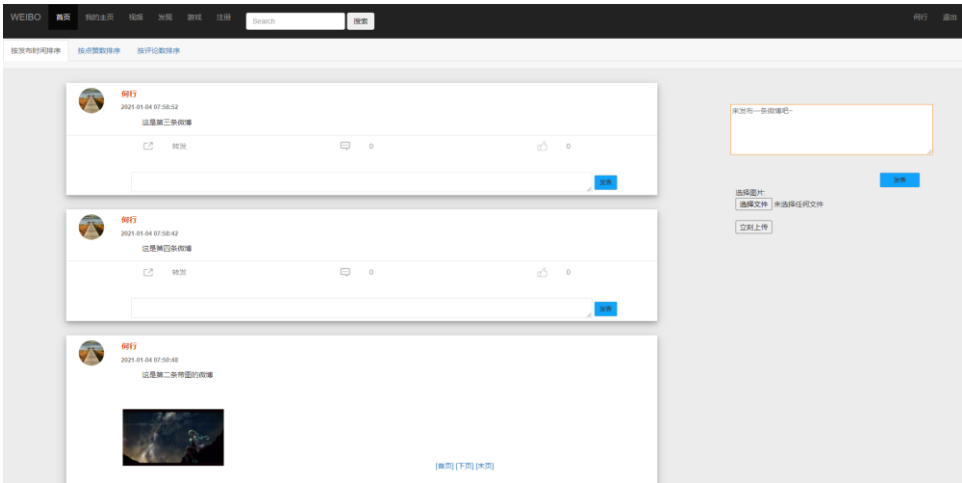 WEIBO 首页 我的主页 视频 发现 游戏 注册 Search 搜索 何行 退出
按发布时间排序 按点赞数排序 按评论数排序
何行
2021-01-04 07:58:52
这是第三条微博
转发 0 0
发表
何行
2021-01-04 07:58:42
这是第四条微博
转发 0 0
发表
何行
2021-01-04 07:58:48
这是第二条带图的微博
[首页] [下页] [末页]
来发布一条微博吧~
发表
选择图片:
选择文件 未选择任何文件
立刻上传